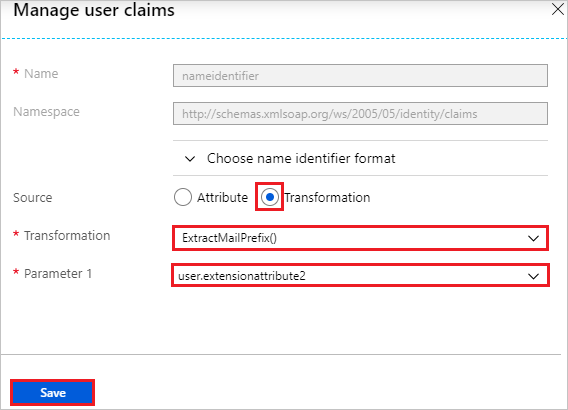 Manage user claims
* Name
nameidentifier
Namespace
http://schemas.xmlsoap.org/ws/2005/05/identity/claims
Choose name identifier format
Source
Attribute
Transformation
* Transformation
ExtractMailPrefix()
* Parameter 1
user.extensionattribute2
Save